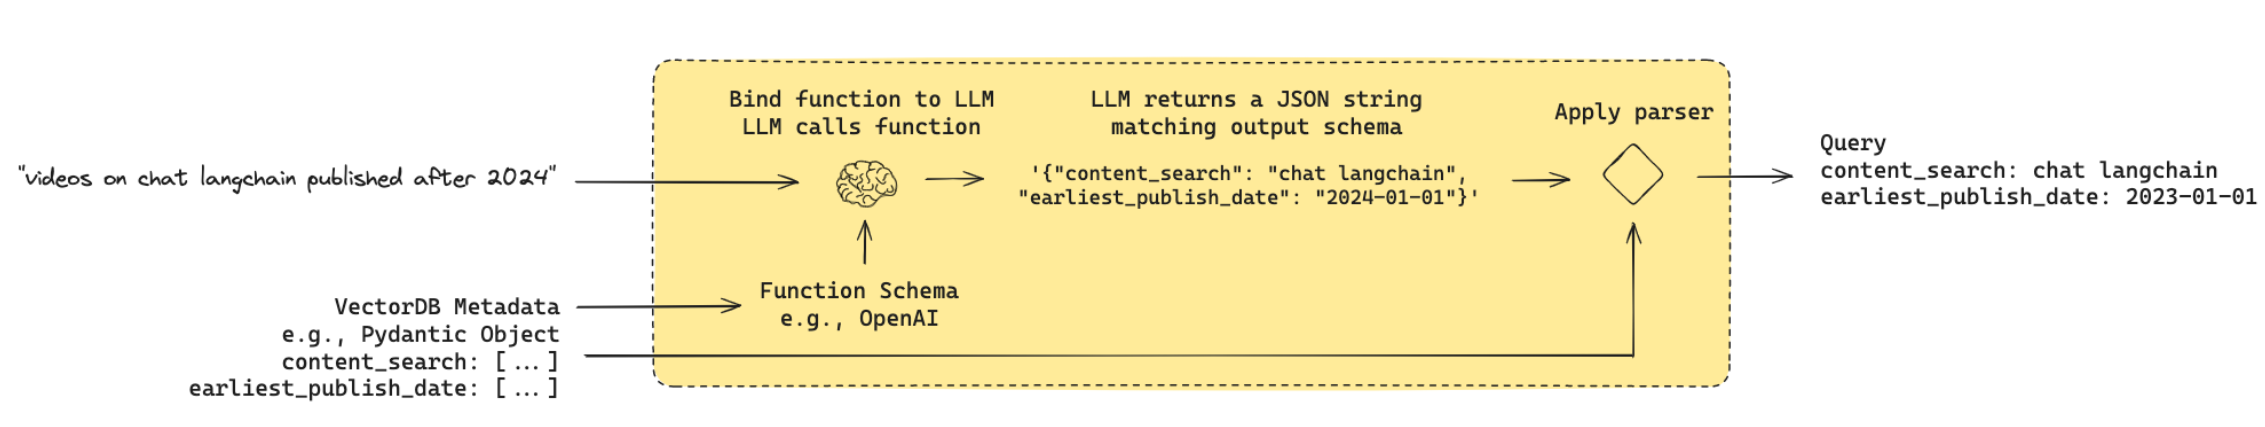 "videos on chat langchain published after 2024"
VectorDB Metadata
e.g., Pydantic Object
content_search: [ ... ]
earliest_publish_date: [ ... ]
Bind function to LLM
LLM calls function
Function Schema
e.g., OpenAI
LLM returns a JSON string
matching output schema
'{"content_search": "chat langchain",
"earliest_publish_date": "2024-01-01"}'
Apply parser
Query
content_search: chat langchain
earliest_publish_date: 2023-01-01